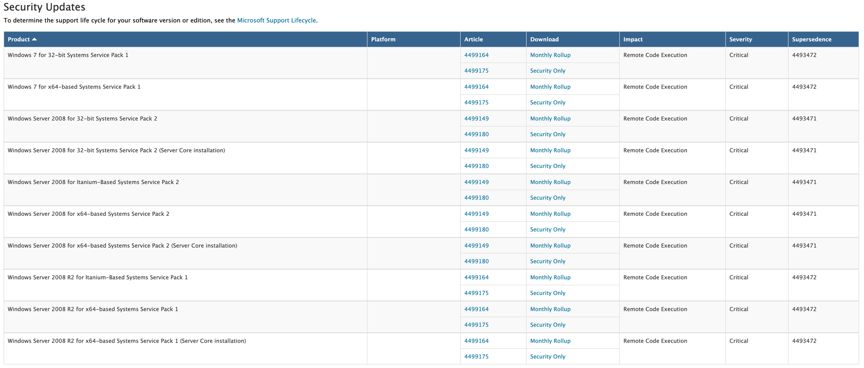 Security Updates
To determine the support life cycle for your software version or edition, see the Microsoft Support Lifecycle.
Product Platform Article Download Impact Severity Supersedence
Windows 7 for 32-bit Systems Service Pack 1 4499164 Monthly Rollup Remote Code Execution Critical 4493472
4499175 Security Only
Windows 7 for x64-based Systems Service Pack 1 4499164 Monthly Rollup Remote Code Execution Critical 4493472
4499175 Security Only
Windows Server 2008 for 32-bit Systems Service Pack 2 4499149 Monthly Rollup Remote Code Execution Critical 4493471
4499180 Security Only
Windows Server 2008 for 32-bit Systems Service Pack 2 (Server Core installation) 4499149 Monthly Rollup Remote Code Execution Critical 4493471
4499180 Security Only
Windows Server 2008 for Itanium-Based Systems Service Pack 2 4499149 Monthly Rollup Remote Code Execution Critical 4493471
4499180 Security Only
Windows Server 2008 for x64-based Systems Service Pack 2 4499149 Monthly Rollup Remote Code Execution Critical 4493471
4499180 Security Only
Windows Server 2008 for x64-based Systems Service Pack 2 (Server Core installation) 4499149 Monthly Rollup Remote Code Execution Critical 4493471
4499180 Security Only
Windows Server 2008 R2 for Itanium-Based Systems Service Pack 1 4499164 Monthly Rollup Remote Code Execution Critical 4493472
4499175 Security Only
Windows Server 2008 R2 for x64-based Systems Service Pack 1 4499164 Monthly Rollup Remote Code Execution Critical 4493472
4499175 Security Only
Windows Server 2008 R2 for x64-based Systems Service Pack 1 (Server Core installation) 4499164 Monthly Rollup Remote Code Execution Critical 4493472
4499175 Security Only